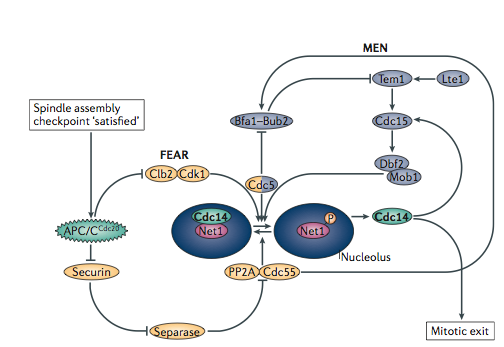 MEN
Tem1
Lte1
Spindle assembly
checkpoint 'satisfied'
Bfa1–Bub2
Cdc15
FEAR
Dbf2
Mob1
Clb2 Cdk1
Cdc5
Cdc14
Net1
P
Net1
Cdc14
APC/C^Cdc20
Nucleolus
Securin
PP2A Cdc55
Separase
Mitotic exit